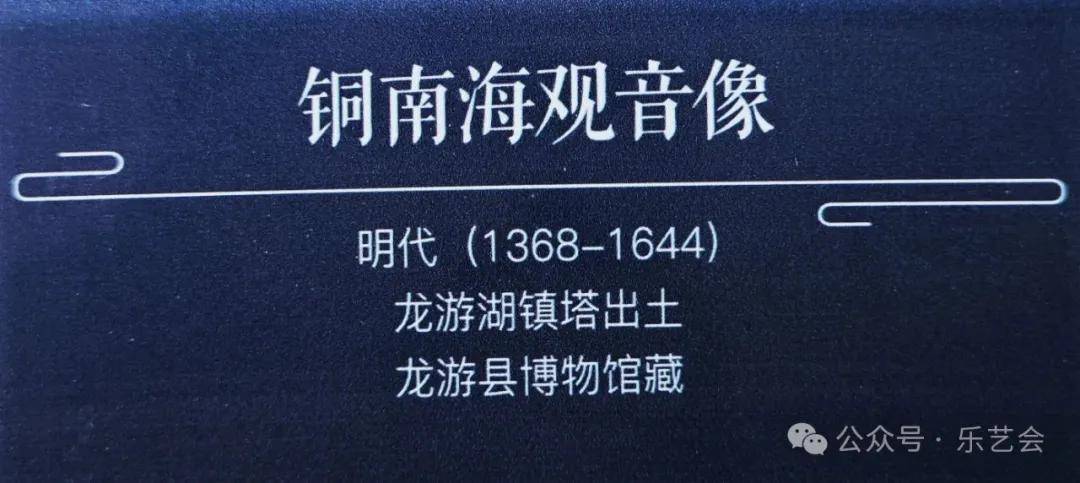 铜南海观音像
明代（1368-1644）
龙游湖镇塔出土
龙游县博物馆藏
公众号·乐艺会